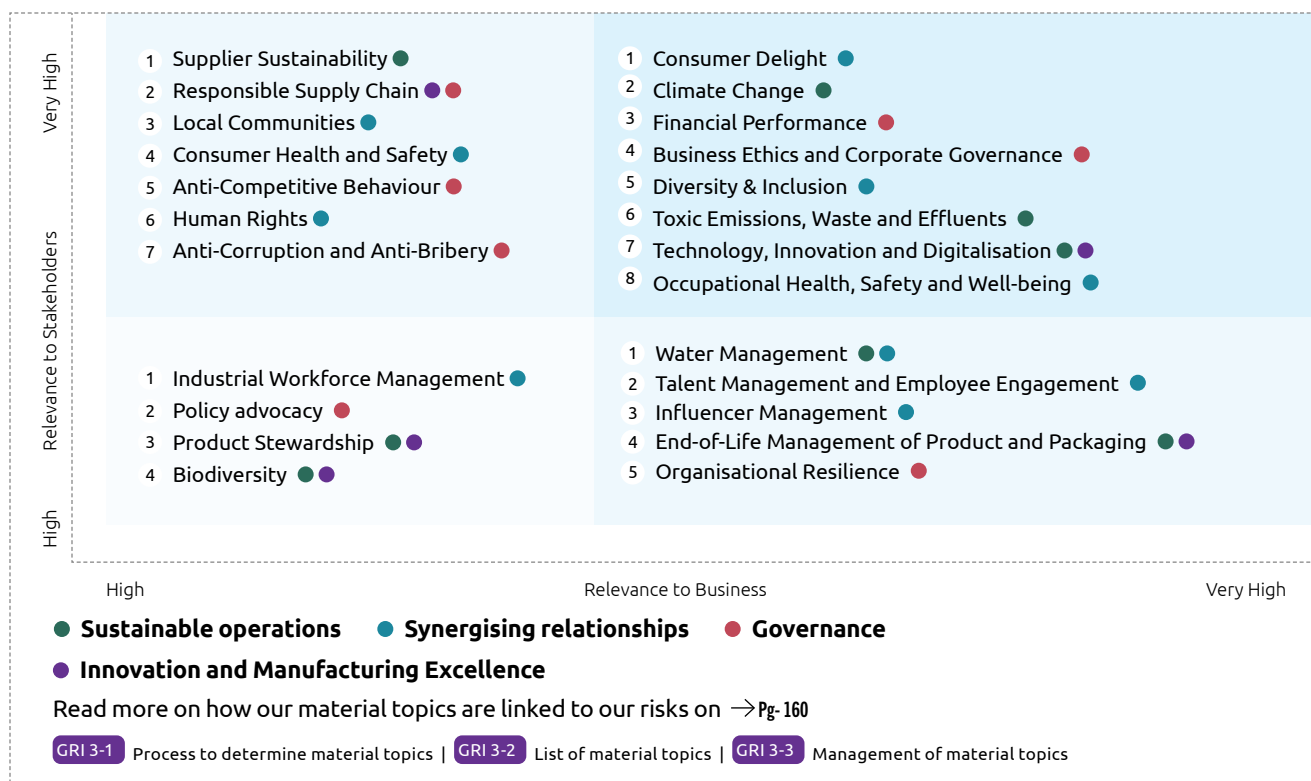 Very High
Relevance to Stakeholders
High
1 Supplier Sustainability
2 Responsible Supply Chain
3 Local Communities
4 Consumer Health and Safety
5 Anti-Competitive Behaviour
6 Human Rights
7 Anti-Corruption and Anti-Bribery
1 Consumer Delight
2 Climate Change
3 Financial Performance
4 Business Ethics and Corporate Governance
5 Diversity & Inclusion
6 Toxic Emissions, Waste and Effluents
7 Technology, Innovation and Digitalisation
8 Occupational Health, Safety and Well-being
1 Industrial Workforce Management
2 Policy advocacy
3 Product Stewardship
4 Biodiversity
1 Water Management
2 Talent Management and Employee Engagement
3 Influencer Management
4 End-of-Life Management of Product and Packaging
5 Organisational Resilience
High Relevance to Business Very High
Sustainable operations Synergising relationships Governance
Innovation and Manufacturing Excellence
Read more on how our material topics are linked to our risks on →Pg- 160
GRI 3-1 Process to determine material topics | GRI 3-2 List of material topics | GRI 3-3 Management of material topics